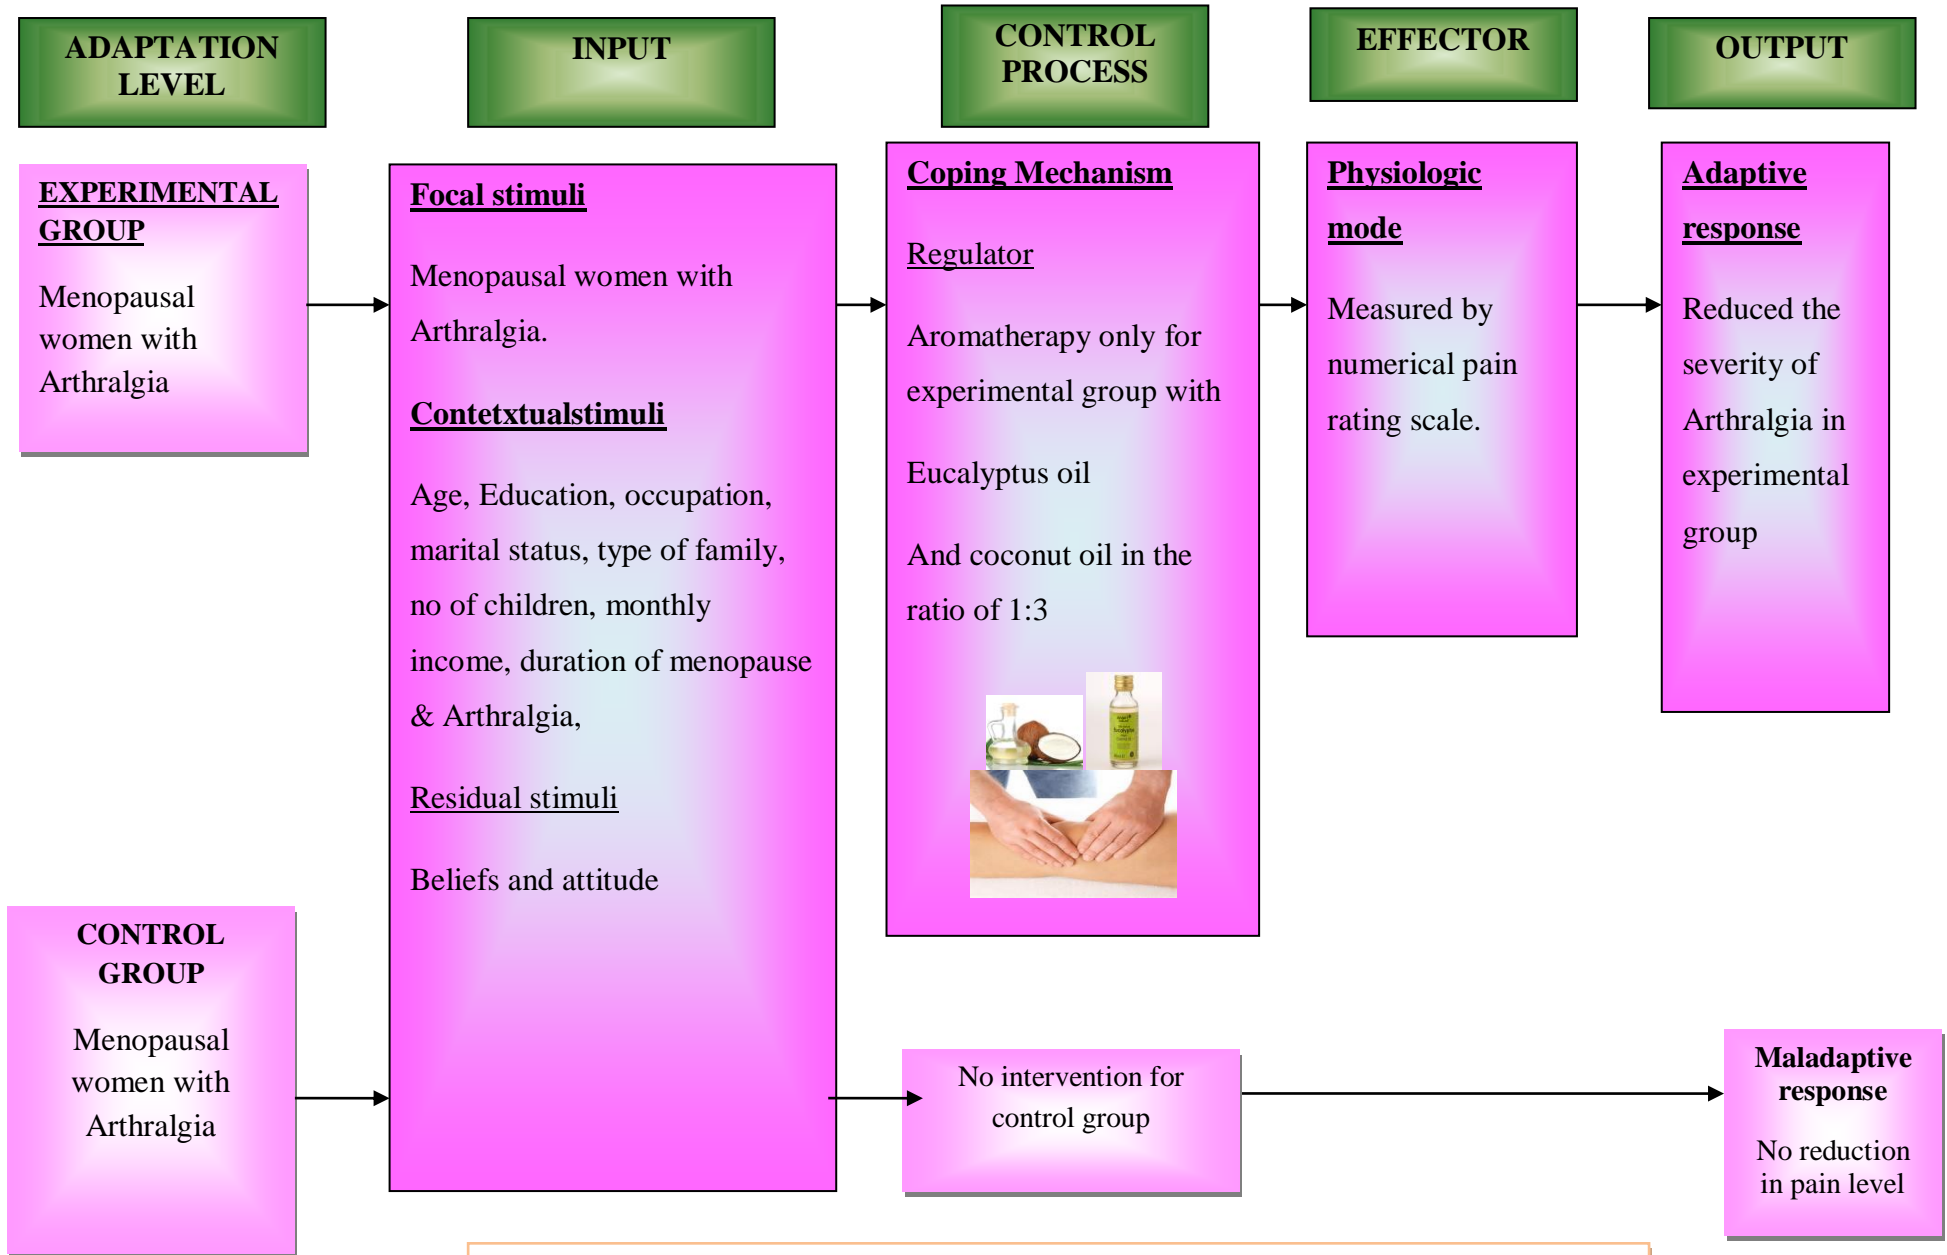 ADAPTATION
LEVEL
INPUT
CONTROL
PROCESS
EFFECTOR
OUTPUT
EXPERIMENTAL
GROUP
Menopausal
women with
Arthralgia
Focal stimuli
Menopausal women with
Arthralgia.
Contetxtualstimuli
Age, Education, occupation,
marital status, type of family,
no of children, monthly
income, duration of menopause
& Arthralgia,
Residual stimuli
Beliefs and attitude
Coping Mechanism
Regulator
Aromatherapy only for
experimental group with
Eucalyptus oil
And coconut oil in the
ratio of 1:3
Physiologic
mode
Measured by
numerical pain
rating scale.
Adaptive
response
Reduced the
severity of
Arthralgia in
experimental
group
CONTROL
GROUP
Menopausal
women with
Arthralgia
No intervention for
control group
Maladaptive
response
No reduction
in pain level